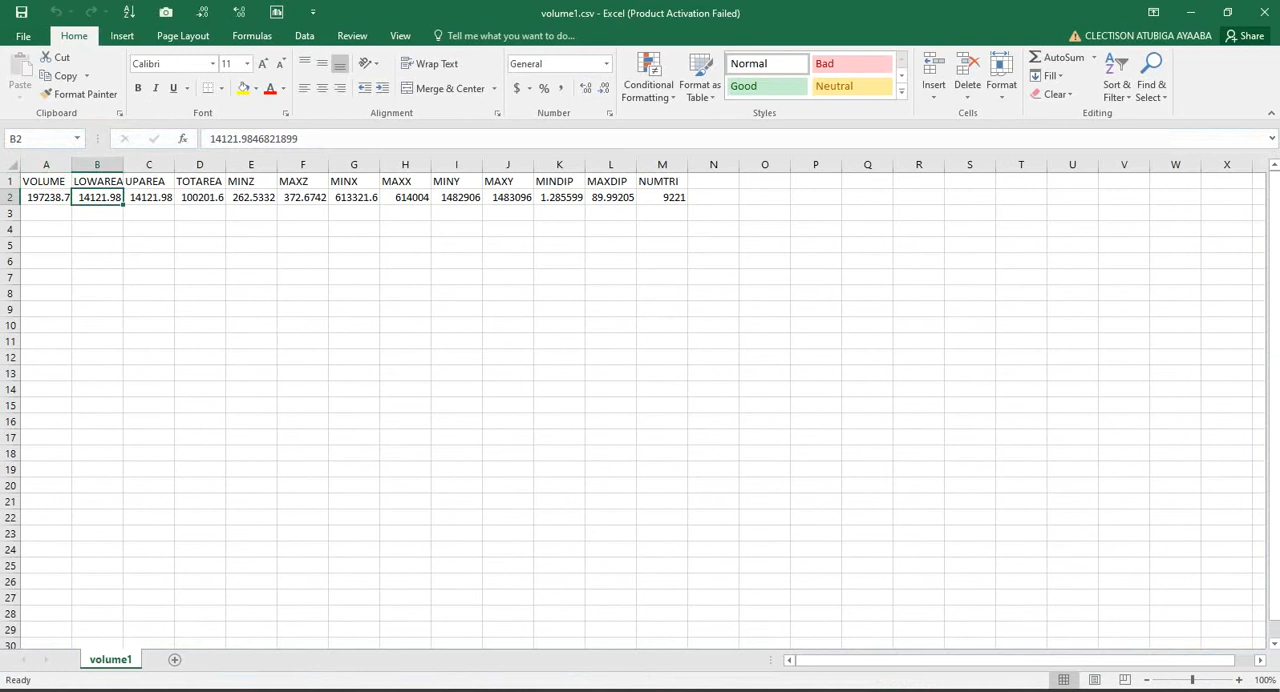 volume1.csv - Excel (Product Activation Failed)
File Home Insert Page Layout Formulas Data Review View Tell me what you want to do... CLECTISON ATUBIGA AYAABA Share
Paste
Cut
Copy
Format Painter
Clipboard
Calibri 11
B I U A
Font
Wrap Text
Merge & Center
Alignment
General
$ % ,
Number
Conditional Formatting
Format as Table
Normal Bad
Good Neutral
Styles
Insert Delete Format
Cells
AutoSum
Fill
Clear
Sort & Filter
Find & Select
Editing
B2 fx 14121.9846821899
A B C D E F G H I J K L M N O P Q R S T U V W X
1 VOLUME LOWAREA UPAREA TOTAREA MINZ MAXZ MINX MAXX MINY MAXY MINDIP MAXDIP NUMTRI
2 197238.7 14121.98 14121.98 100201.6 262.5332 372.6742 613321.6 614004 1482906 1483096 1.285599 89.99205 9221
3
4
5
6
7
8
9
10
11
12
13
14
15
16
17
18
19
20
21
22
23
24
25
26
27
28
29
30
volume1
Ready 100%